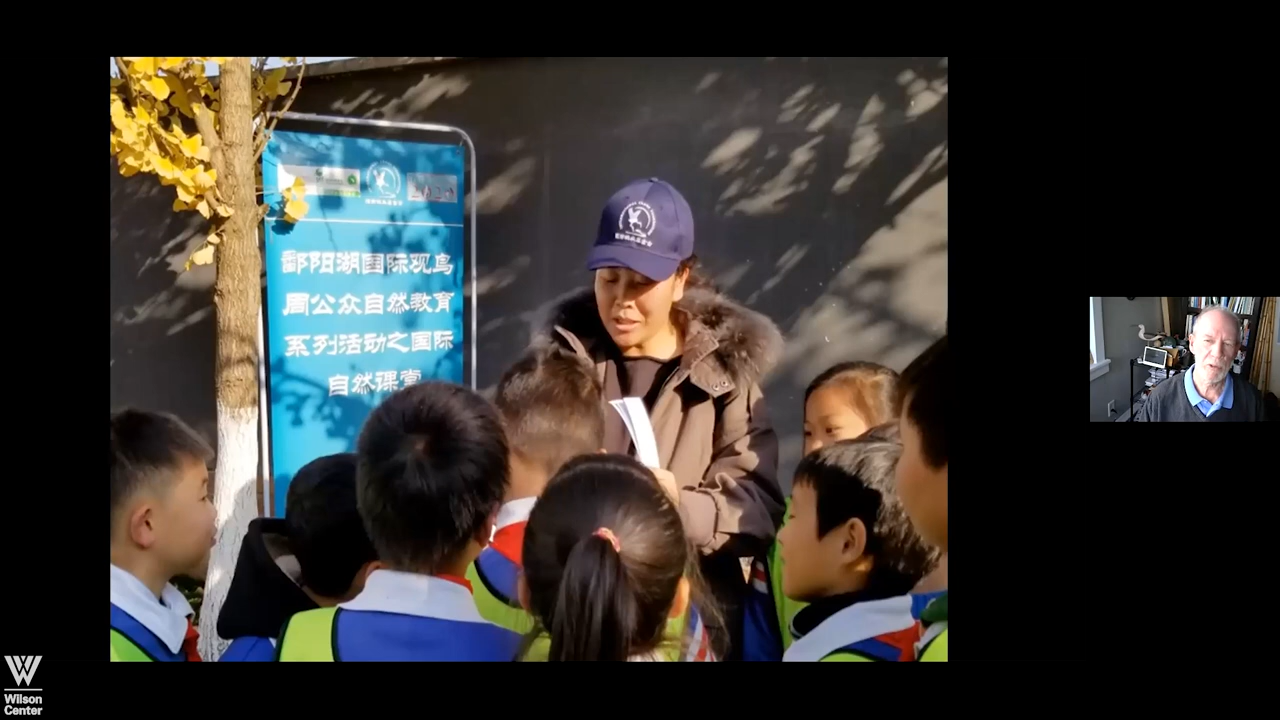 鄱阳湖国际观鸟
周公众自然教育
系列活动之国际
自然课堂
Wilson
Center